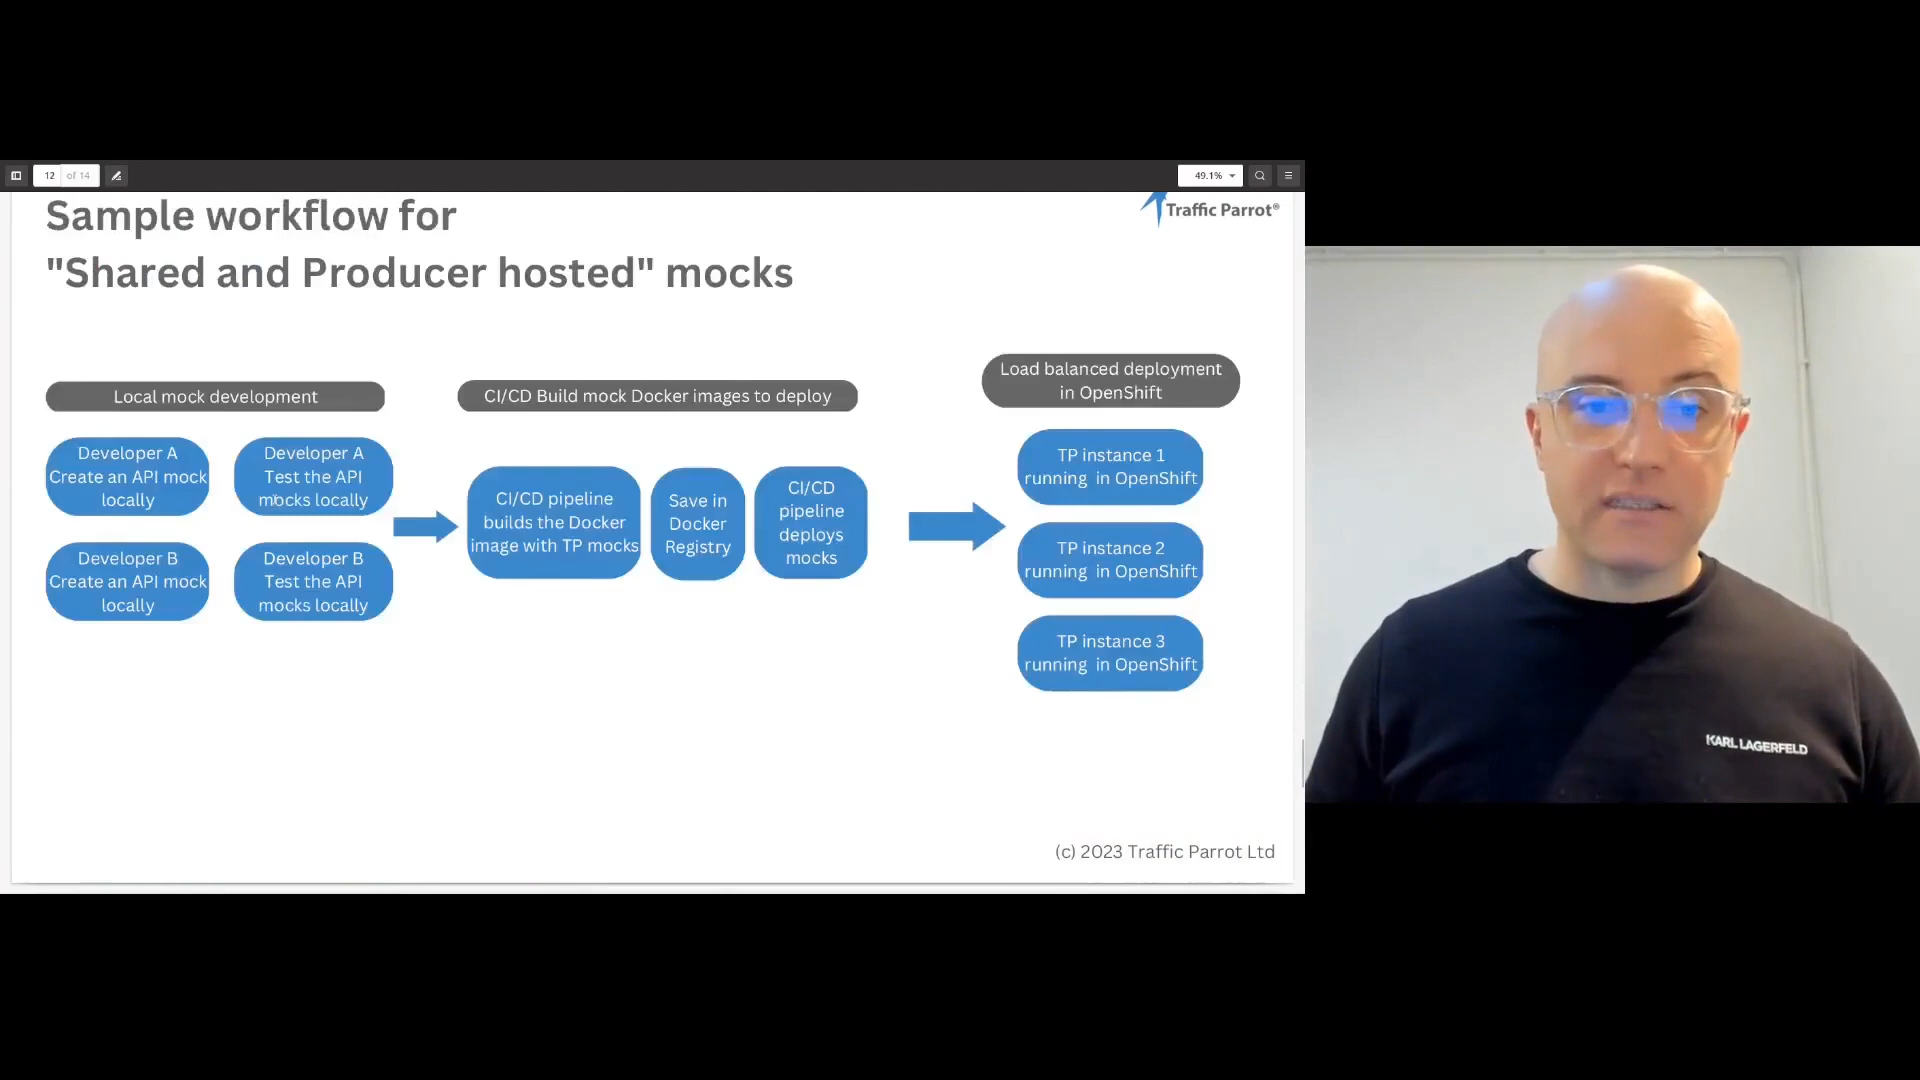 12 of 14
49.1%
Sample workflow for
"Shared and Producer hosted" mocks
Traffic Parrot®
Local mock development
Developer A
Create an API mock
locally
Developer A
Test the API
mocks locally
Developer B
Create an API mock
locally
Developer B
Test the API
mocks locally
CI/CD Build mock Docker images to deploy
CI/CD pipeline
builds the Docker
image with TP mocks
Save in
Docker
Registry
CI/CD
pipeline
deploys
mocks
Load balanced deployment
in OpenShift
TP instance 1
running in OpenShift
TP instance 2
running in OpenShift
TP instance 3
running in OpenShift
(c) 2023 Traffic Parrot Ltd
KARL LAGERFELD